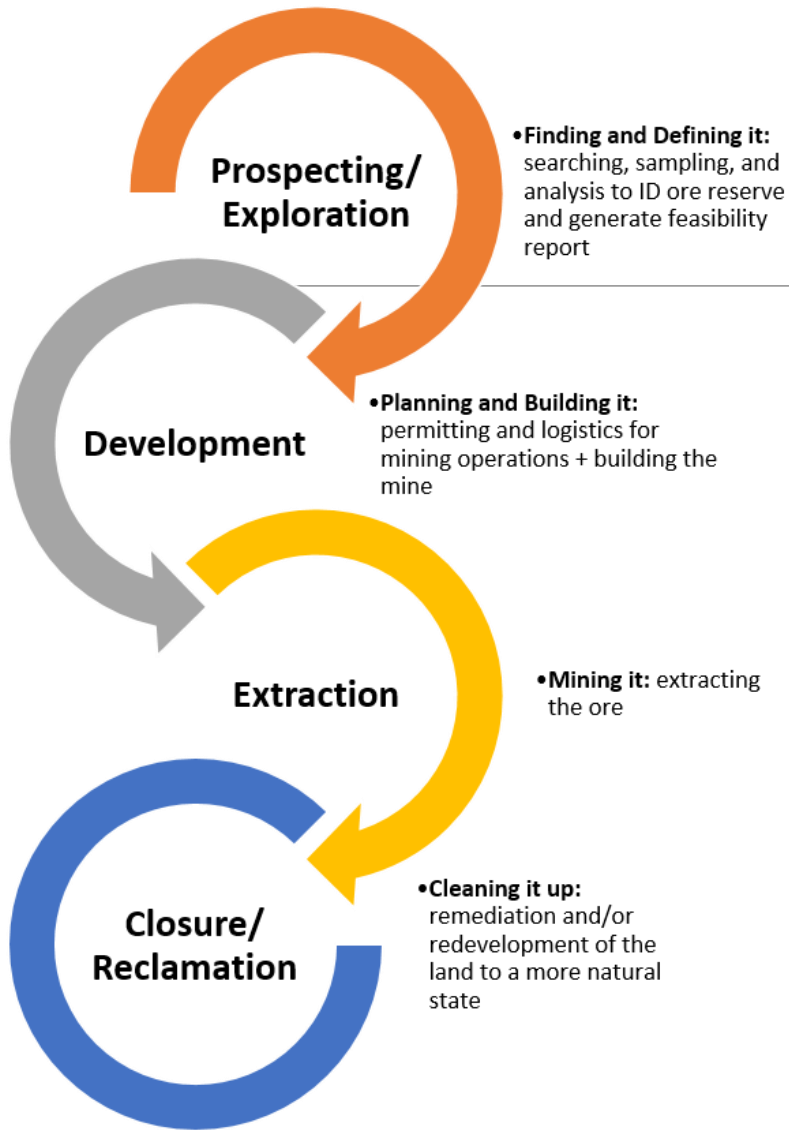 Prospecting/
Exploration
•Finding and Defining it:
searching, sampling, and
analysis to ID ore reserve
and generate feasibility
report
Development
•Planning and Building it:
permitting and logistics for
mining operations + building the
mine
Extraction
•Mining it: extracting
the ore
Closure/
Reclamation
•Cleaning it up:
remediation and/or
redevelopment of the
land to a more natural
state